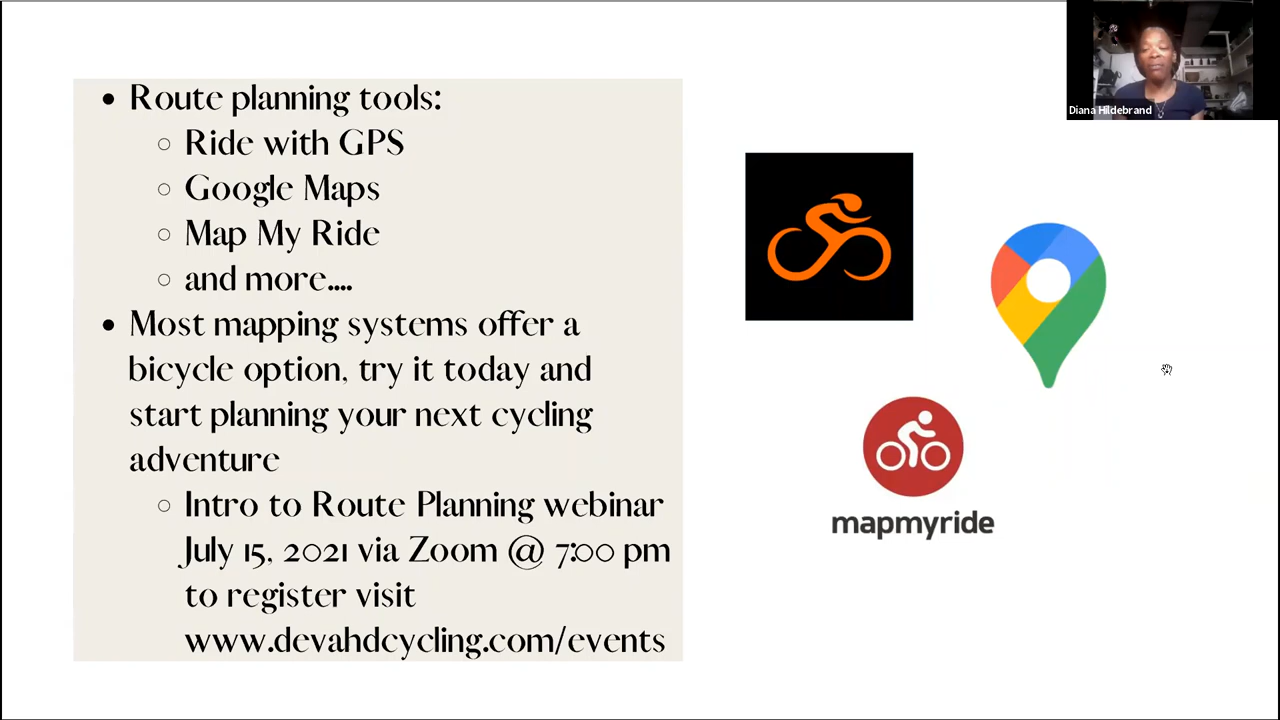 Route planning tools:
Ride with GPS
Google Maps
Map My Ride
and more....
Most mapping systems offer a
bicycle option, try it today and
start planning your next cycling
adventure
Intro to Route Planning webinar
July 15, 2021 via Zoom @ 7:00 pm
to register visit
www.devahdcycling.com/events
Diana Hildebrand
mapmyride